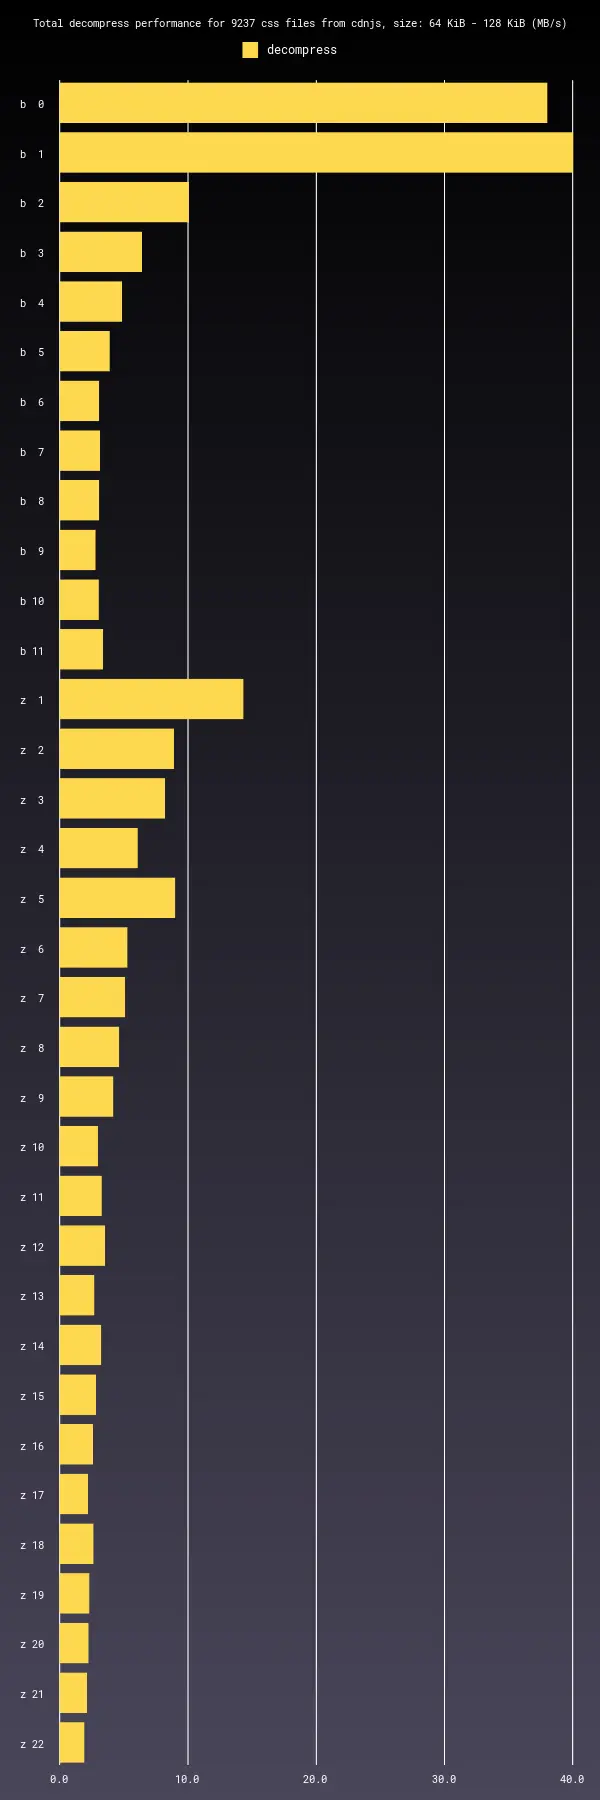 Total decompress performance for 9237 css files from cdnjs, size: 64 KiB - 128 KiB (MB/s)
decompress
b  0
b  1
b  2
b  3
b  4
b  5
b  6
b  7
b  8
b  9
b 10
b 11
z  1
z  2
z  3
z  4
z  5
z  6
z  7
z  8
z  9
z 10
z 11
z 12
z 13
z 14
z 15
z 16
z 17
z 18
z 19
z 20
z 21
z 22
0.0 10.0 20.0 30.0 40.0